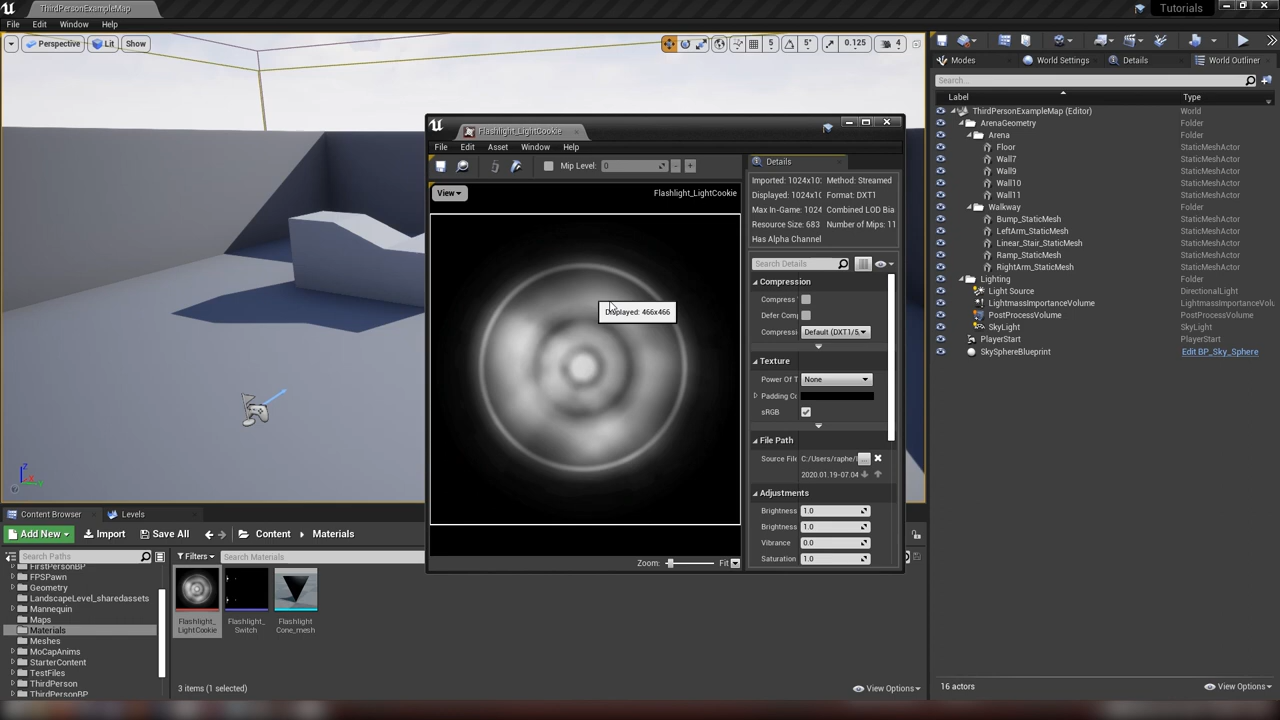 ThirdPersonExampleMap
Tutorials
File Edit Window Help
Perspective Lit Show
5 5° 0.125 4
Modes World Settings Details World Outliner
Search...
Label Type
ThirdPersonExampleMap (Editor) World
ArenaGeometry Folder
Arena Folder
Floor StaticMeshActor
Wall7 StaticMeshActor
Wall9 StaticMeshActor
Wall10 StaticMeshActor
Wall11 StaticMeshActor
Walkway Folder
Bump_StaticMesh StaticMeshActor
LeftArm_StaticMesh StaticMeshActor
Linear_Stair_StaticMesh StaticMeshActor
Ramp_StaticMesh StaticMeshActor
RightArm_StaticMesh StaticMeshActor
Lighting Folder
Light Source DirectionalLight
LightmassImportanceVolume LightmassImportanceVolu
PostProcessVolume PostProcessVolume
SkyLight SkyLight
PlayerStart PlayerStart
SkySphereBlueprint Edit BP_Sky_Sphere
16 actors View Options
Flashlight_LightCookie
File Edit Asset Window Help
Mip Level: 0 - +
View Flashlight_LightCookie
Displayed: 466x466
Zoom: Fit
Details
Imported: 1024x10 Method: Streamed
Displayed: 1024x1 Format: DXT1
Max In-Game: 1024 Combined LOD Bia
Resource Size: 683 Number of Mips: 11
Has Alpha Channel
Search Details
Compression
Compress
Defer Com
Compressi Default (DXT1/5,
Texture
Power Of T None
Padding Co
sRGB
File Path
Source File C:/Users/raphe/ ...
2020.01.19-07.04
Adjustments
Brightness 1.0
Brightness 1.0
Vibrance 0.0
Saturation 1.0
Z X
Content Browser Levels
Add New Import Save All Content Materials
Search Paths Filters Search Materials
FirstPersonBP
FPSPawn
Geometry
LandscapeLevel_sharedassets
Mannequin
Maps
Materials
Meshes
MoCapAnims
StarterContent
TestFiles
ThirdPerson
ThirdPersonBP
Flashlight_
LightCookie
Flashlight_
Switch
Flashlight
Cone_mesh
3 items (1 selected) View Options